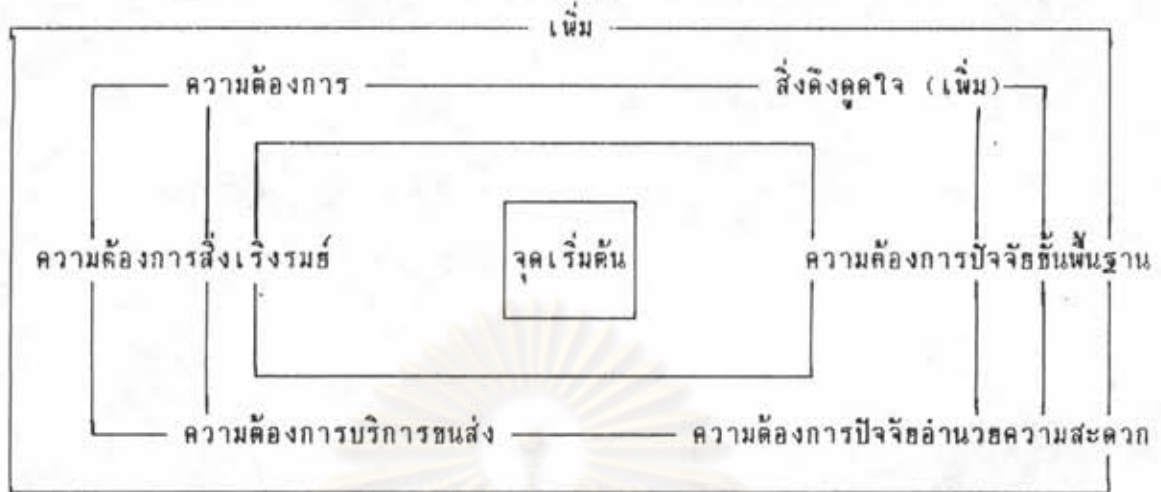 เพิ่ม
ความต้องการ สิ่งดึงดูดใจ (เพิ่ม)
ความต้องการสิ่งเริงรมย์ จุดเริ่มต้น ความต้องการปัจจัยขั้นพื้นฐาน
ความต้องการบริการขนส่ง ความต้องการปัจจัยอำนวยความสะดวก